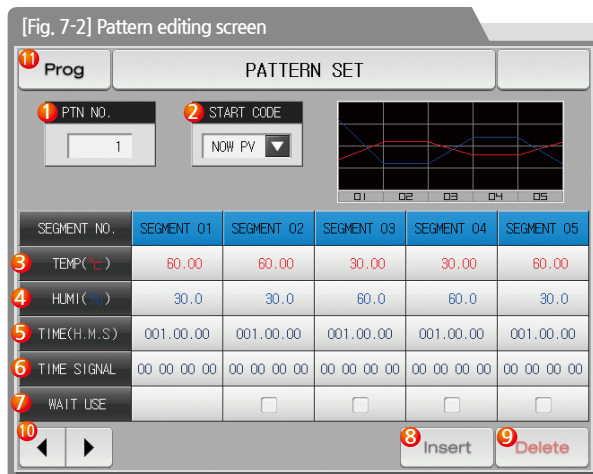 [Fig. 7-2] Pattern editing screen
11 Prog PATTERN SET
1 PTN NO. 2 START CODE
1 NOW PV
01 02 03 04 05
SEGMENT NO. SEGMENT 01 SEGMENT 02 SEGMENT 03 SEGMENT 04 SEGMENT 05
3 TEMP(℃) 60.00 60.00 30.00 30.00 60.00
4 HUMI(%) 30.0 30.0 60.0 60.0 30.0
5 TIME(H.M.S) 001.00.00 001.00.00 001.00.00 001.00.00 001.00.00
6 TIME SIGNAL 00 00 00 00 00 00 00 00 00 00 00 00 00 00 00 00 00 00 00 00
7 WAIT USE
10 8 Insert 9 Delete